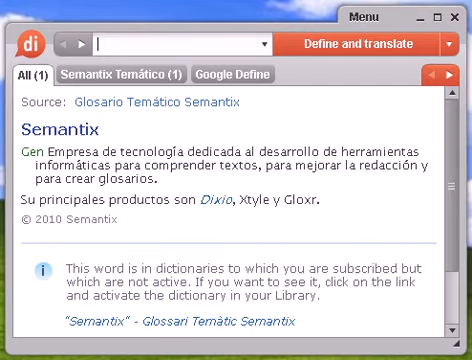 Menu
di
Define and translate
All (1) Semantix Temático (1) Google Define
Source: Glosario Temático Semantix
Semantix
Gen Empresa de tecnología dedicada al desarrollo de herramientas
informáticas para comprender textos, para mejorar la redacción y
para crear glosarios.
Su principales productos son Dixio, Xtyle y Gloxr.
© 2010 Semantix
i
This word is in dictionaries to which you are subscribed but
which are not active. If you want to see it, click on the link
and activate the dictionary in your Library.
"Semantix" - Glossari Temàtic Semantix